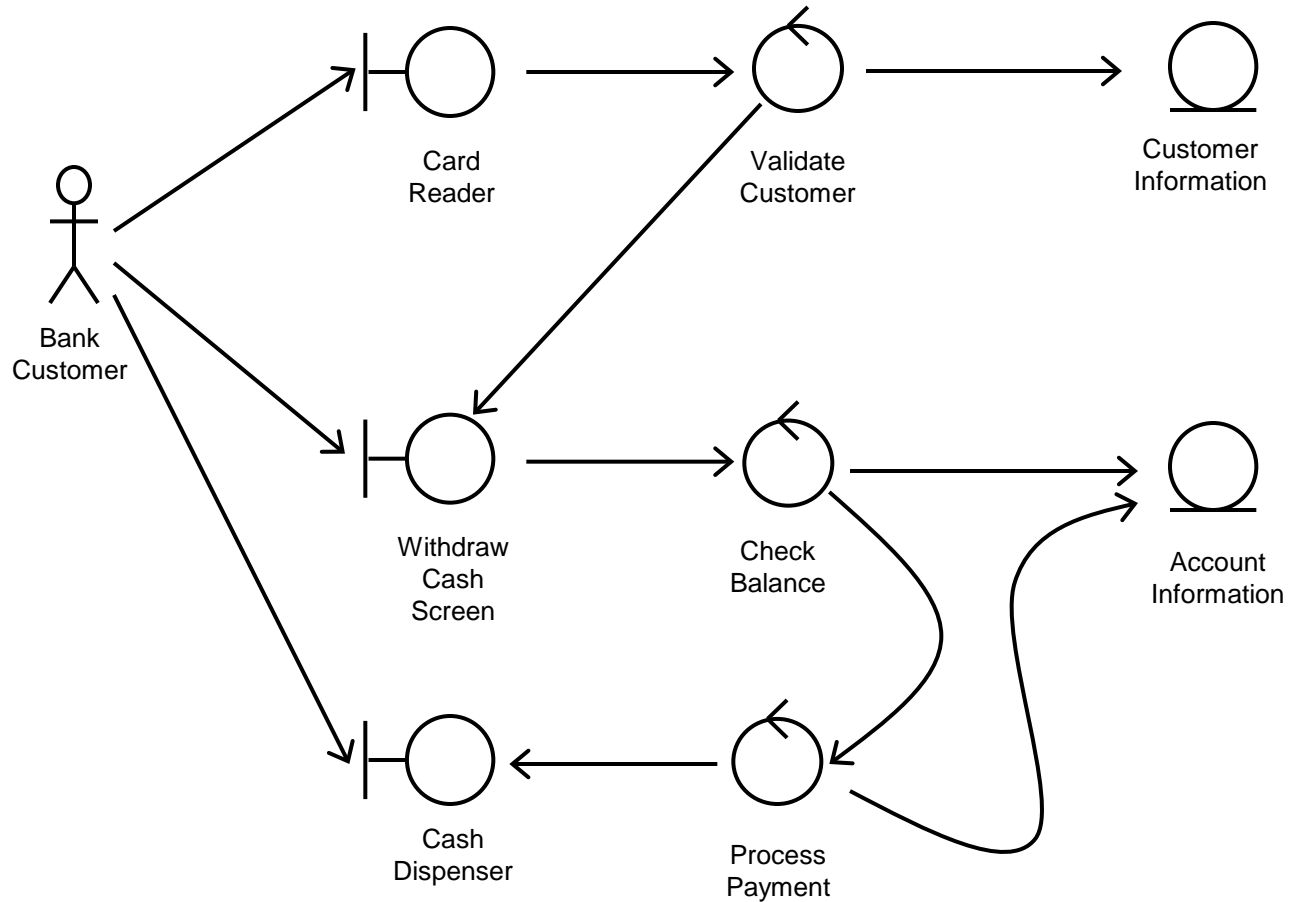 Card
Reader
Validate
Customer
Customer
Information
Bank
Customer
Withdraw
Cash
Screen
Check
Balance
Account
Information
Cash
Dispenser
Process
Payment